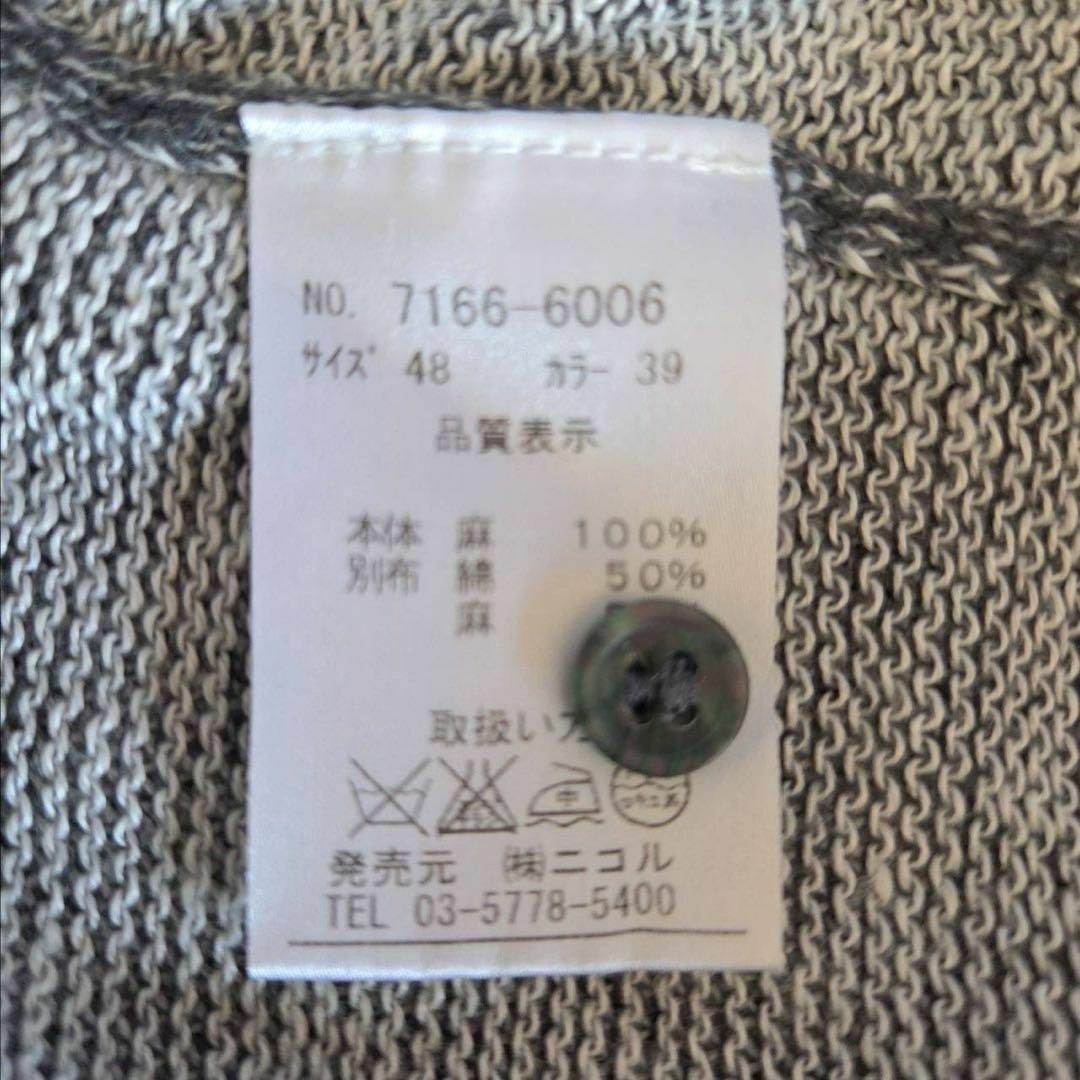 NO. 7166-6006
サイズ 48 カラー 39
品質表示
本体 麻 100%
別布 綿 50%
麻
取扱い
中
発売元 ㈱ニコル
TEL 03-5778-5400